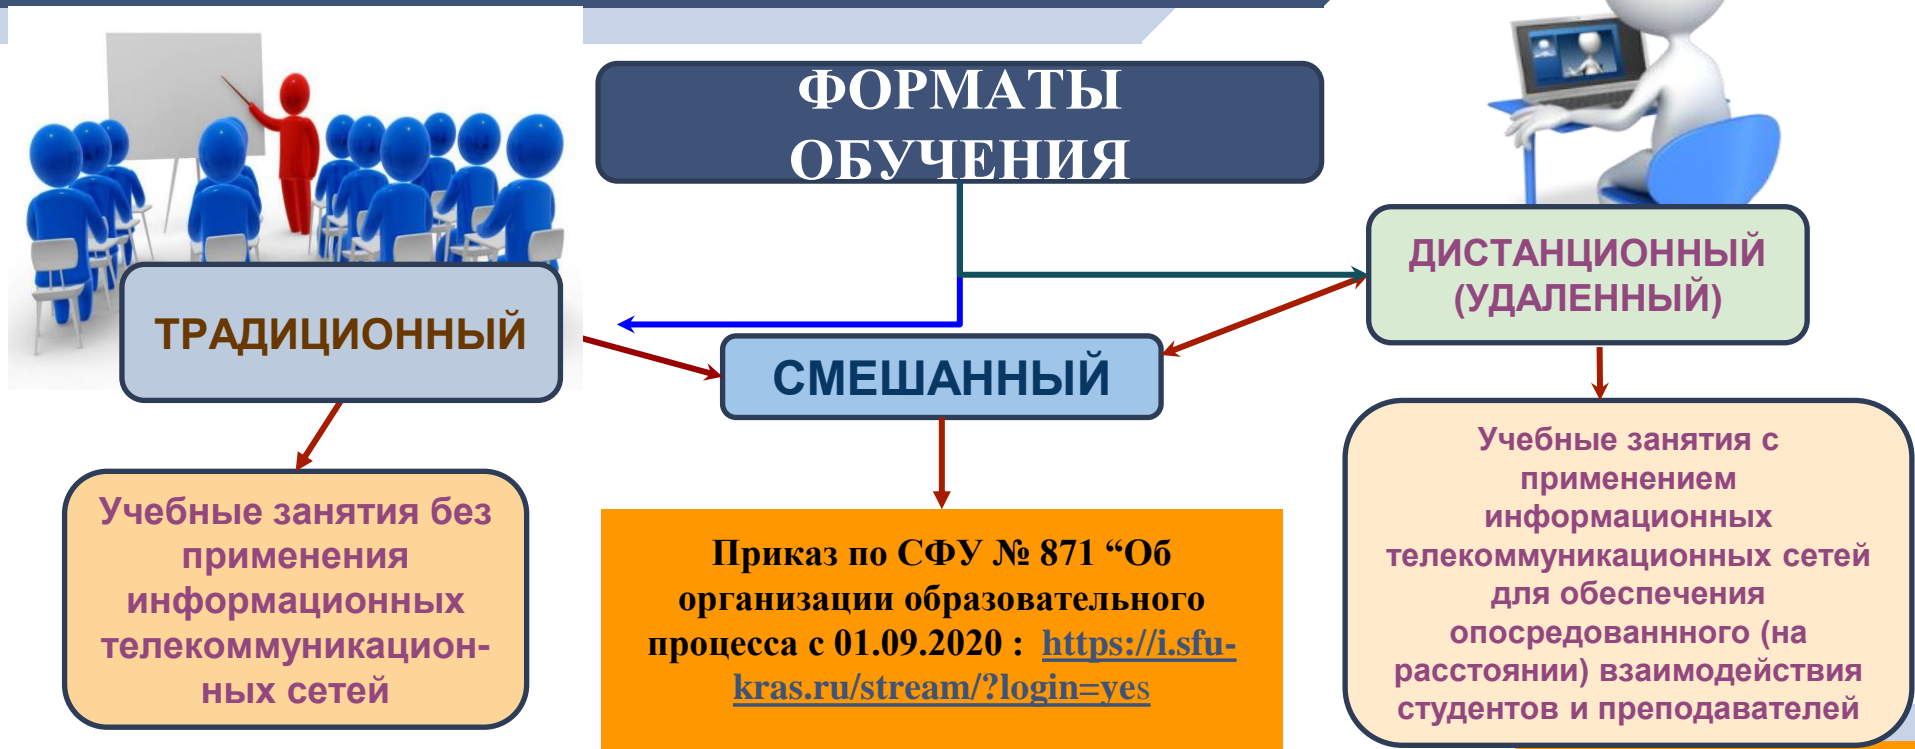 ФОРМАТЫ
ОБУЧЕНИЯ
ТРАДИЦИОННЫЙ
СМЕШАННЫЙ
ДИСТАНЦИОННЫЙ
(УДАЛЕННЫЙ)
Учебные занятия без
применения
информационных
телекоммуникацион-
ных сетей
Приказ по СФУ № 871 “Об
организации образовательного
процесса с 01.09.2020 : https://i.sfu-
kras.ru/stream/?login=yes
Учебные занятия с
применением
информационных
телекоммуникационных сетей
для обеспечения
опосредованнного (на
расстоянии) взаимодействия
студентов и преподавателей